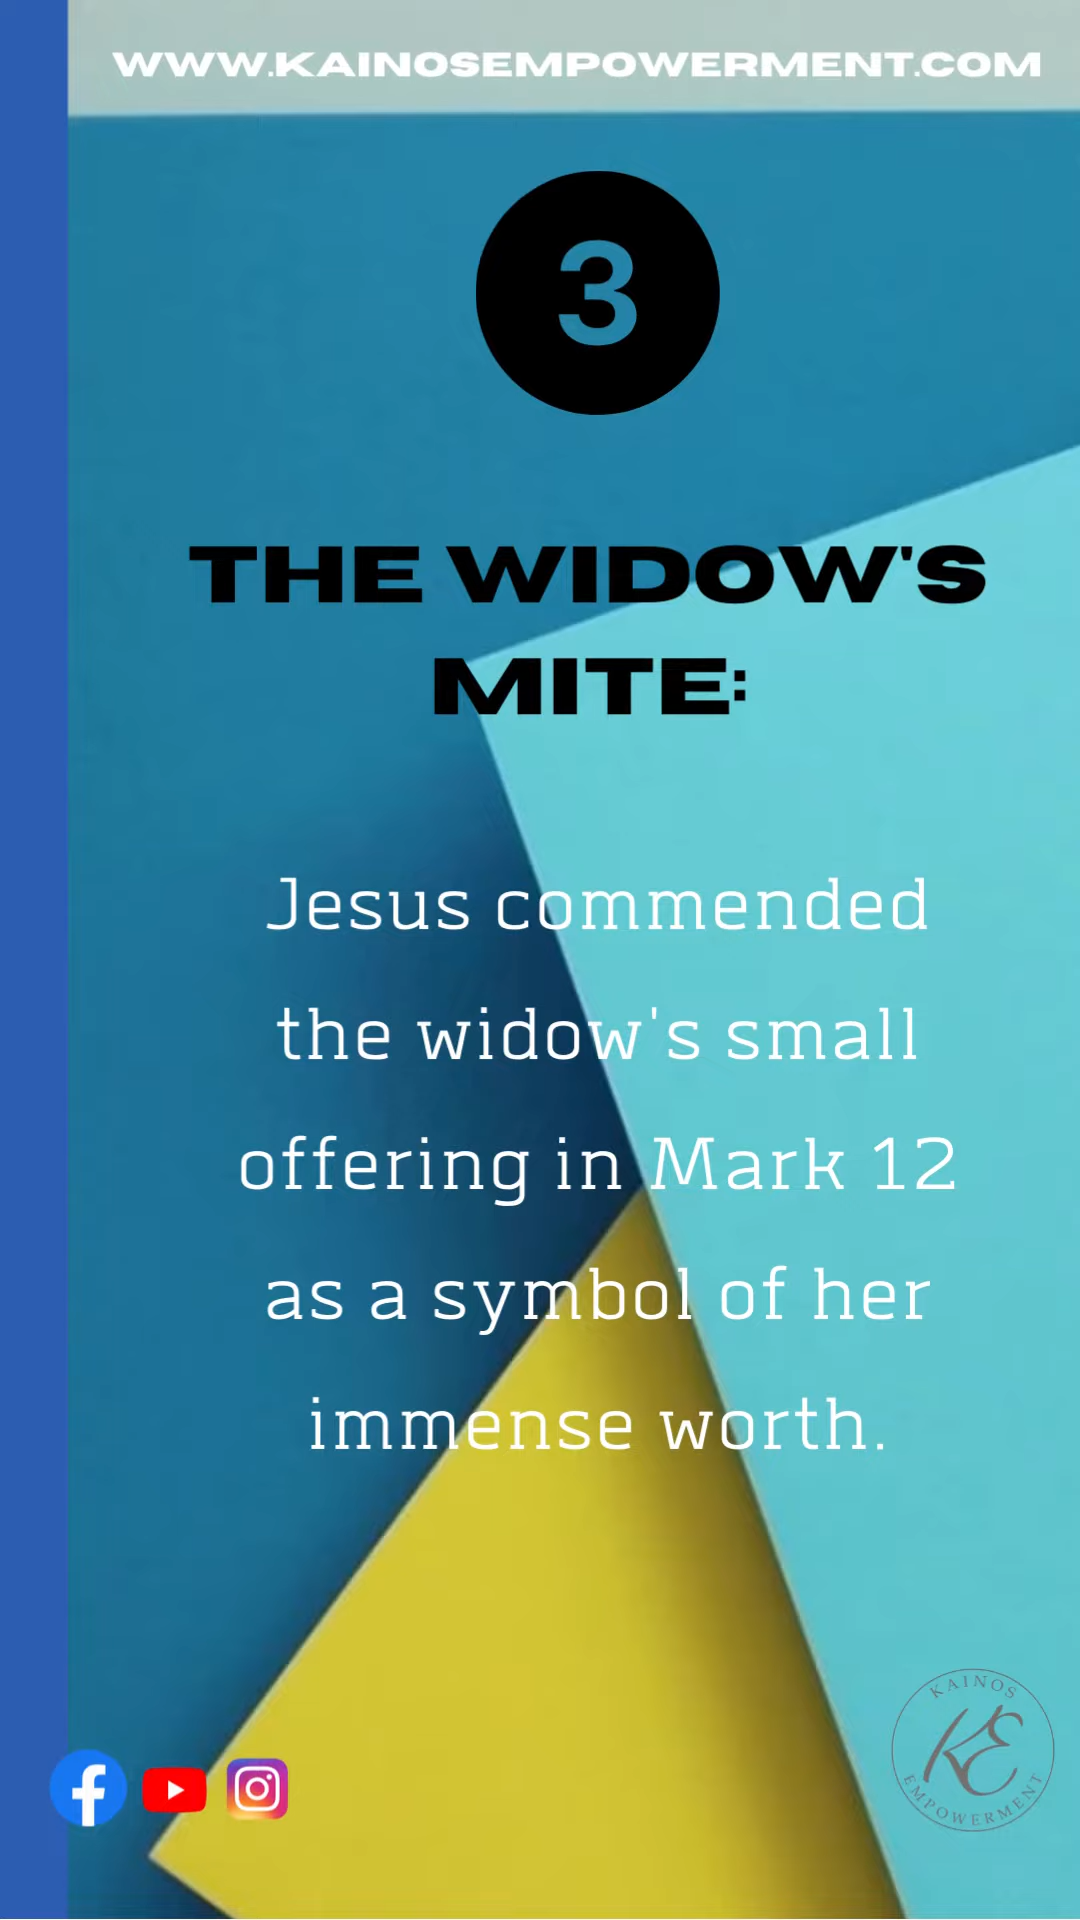 WWW.KAINOSEMPOWERMENT.COM
3
THE WIDOW'S
MITE:
Jesus commended
the widow's small
offering in Mark 12
as a symbol of her
immense worth.
KAINOS
KE
EMPOWERMENT